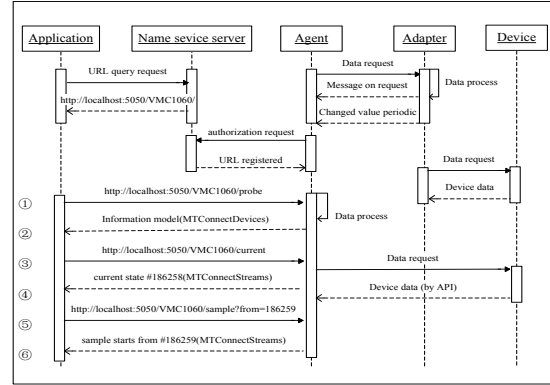 Application Name sevice server Agent Adapter Device
URL query request
http://localhost:5050/VMC1060/
Data request
Message on request
Data process
Changed value periodic
authorization request
URL registered
Data request
Device data
① http://localhost:5050/VMC1060/probe
Data process
② Information model(MTConnectDevices)
③ http://localhost:5050/VMC1060/current
Data request
④ current state #186258(MTConnectStreams)
Device data (by API)
⑤ http://localhost:5050/VMC1060/sample?from=186259
⑥ sample starts from #186259(MTConnectStreams)